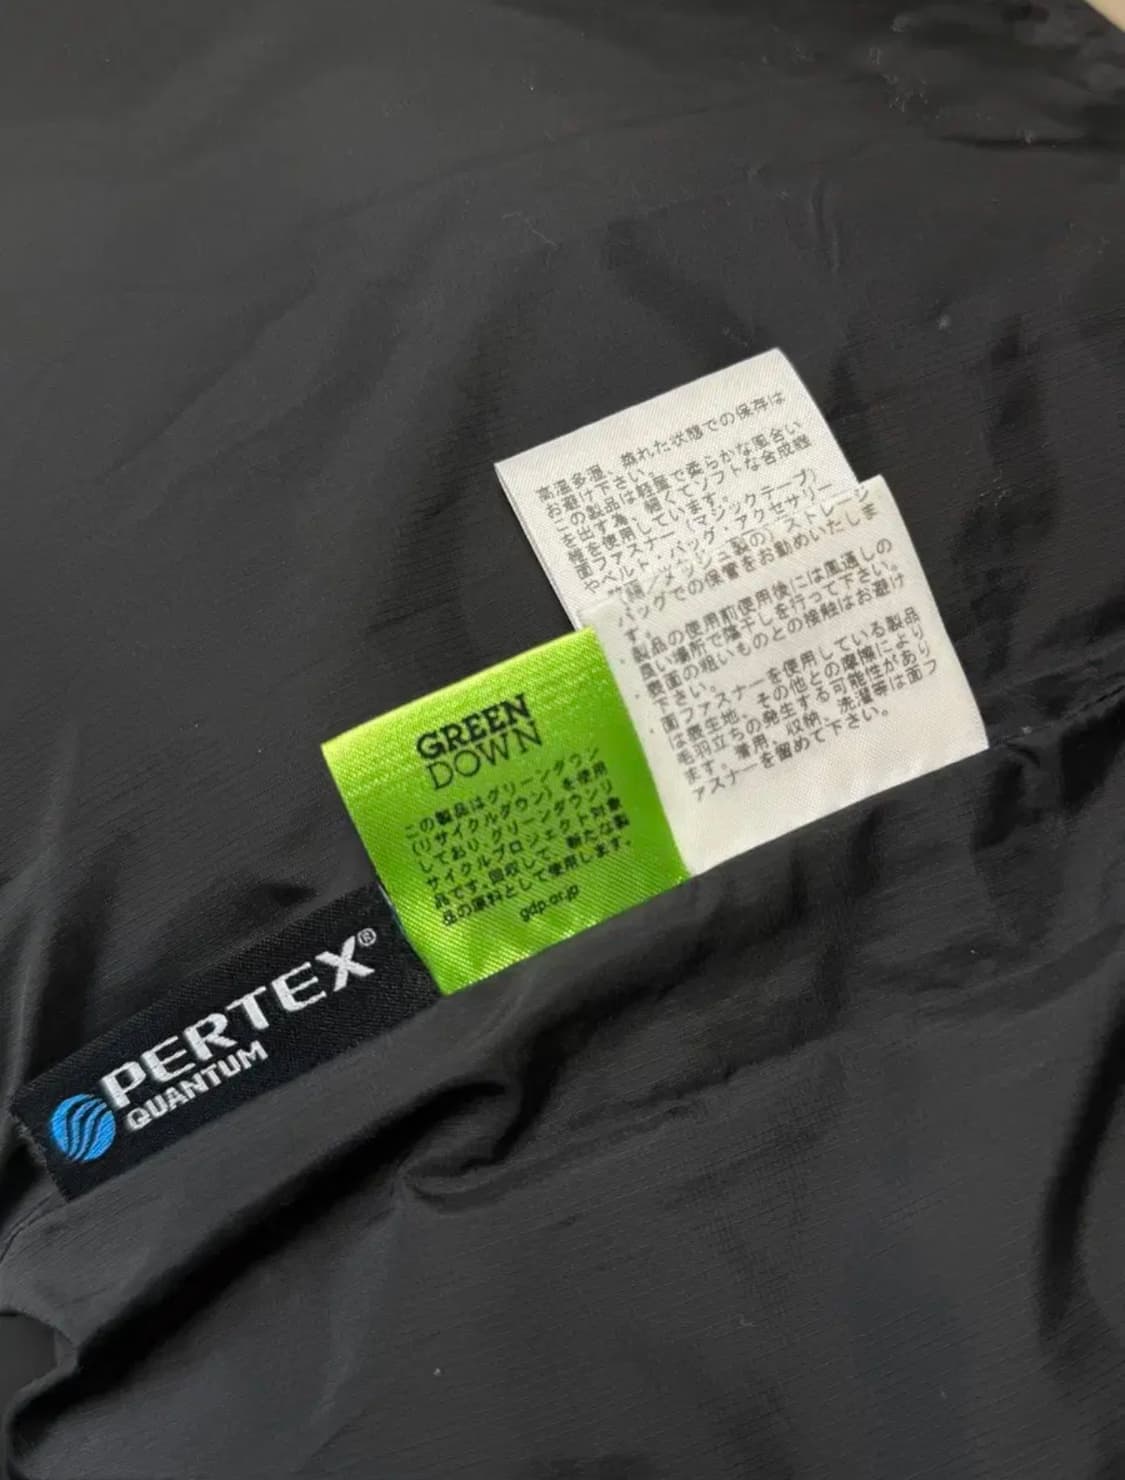 高温多湿、濡れた状態での保存は
お避け下さい。
この製品は軽量で柔らかな風合い
を出す為、細くてソフトな合成繊
維を使用しています。
面ファスナー(マジックテープ)
やベルト・バッグ・アクセサリー
メッシュ製の) ストレージ
バッグでの保管をお勧めいたしま
す。
・製品の使用前使用後には風通しの
良い場所で陰干しを行って下さい。
・表面の粗いものとの接触はお避け
下さい。
・面ファスナーを使用している製品
は表生地、その他との摩擦により
毛羽立ちの発生する可能性があり
ます。着用、収納、洗濯等は面フ
ァスナーを留めて下さい。
GREEN
DOWN
この製品はグリーンダウン
(リサイクルダウン)を使用
しており、グリーンダウンリ
サイクルプロジェクト対象
品です。回収して、新たな製
品の原料として使用します。
gdp.or.jp
PERTEX®
QUANTUM